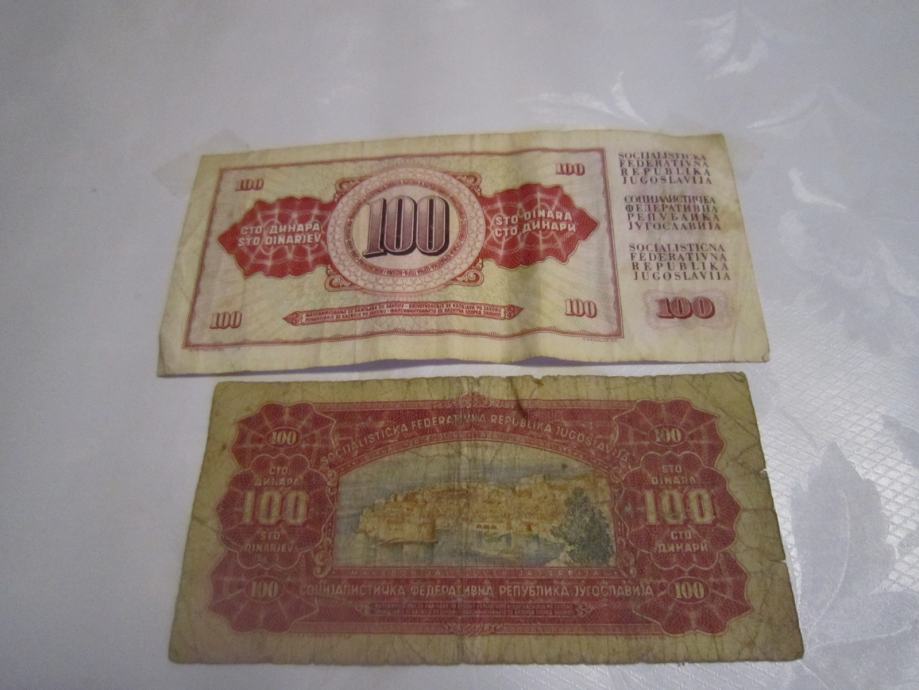 100
100
СТО ДИНАРА
STO DINARJEV
100
STO DINARA
СТО ДИНАРИ
100
100
SOCIJALISTIČKA
FEDERATIVNA
REPUBLIKA
JUGOSLAVIJA
СОЦИЈАЛИСТИЧКА
ФЕДЕРАТИВНА
РЕПУБЛИКА
ЈУГОСЛАВИЈА
SOCIALISTIČNA
FEDERATIVNA
REPUBLIKA
JUGOSLAVIJA
100
SOCIJALISTIČKA FEDERATIVNA REPUBLIKA JUGOSLAVIJA
100
СТО
ДИНАРА
100
STO
DINARJEV
100
100
STO
DINARA
100
СТО
ДИНАРИ
100
СОЦИЈАЛИСТИЧКА ФЕДЕРАТИВНА РЕПУБЛИКА ЈУГОСЛАВИЈА